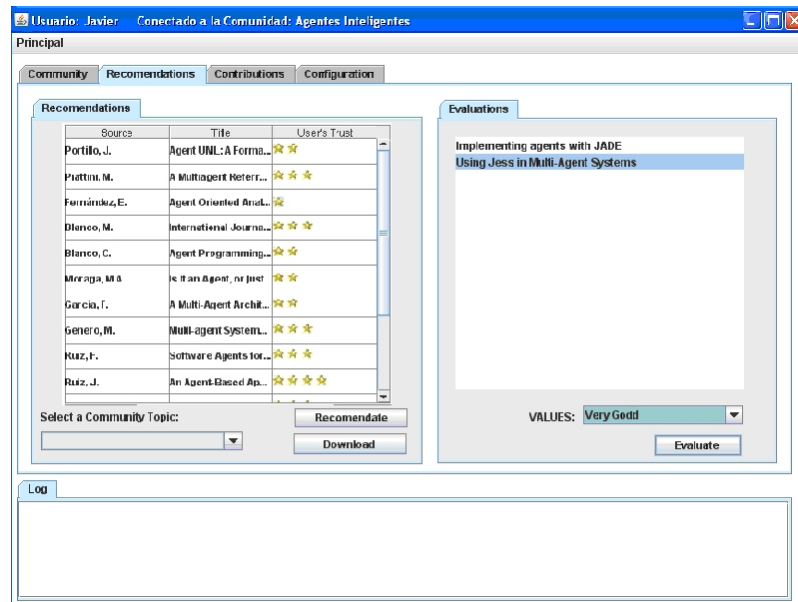 Usuario: Javier Conectado a la Comunidad: Agentes Inteligentes
Principal
Community Recomendations Contributions Configuration
Recomendations
Source Title User's Trust
Portillo, J. Agent UML: A Forma...
Piattini, M. A Multiagent Referr...
Fernández, E. Agent Oriented Anal...
Blanco, M. International Journa...
Blanco, C. Agent Programming...
Moraga, M.A. Is it an Agent, or just
García, F. A Multi-Agent Archit...
Genero, M. Multi-agent System...
Ruiz, F. Software Agents for...
Ruiz, J. An Agent-Based Ap...
Select a Community Topic:
Recomendate
Download
Evaluations
Implementing agents with JADE
Using Jess in Multi-Agent Systems
VALUES: Very Godd
Evaluate
Log